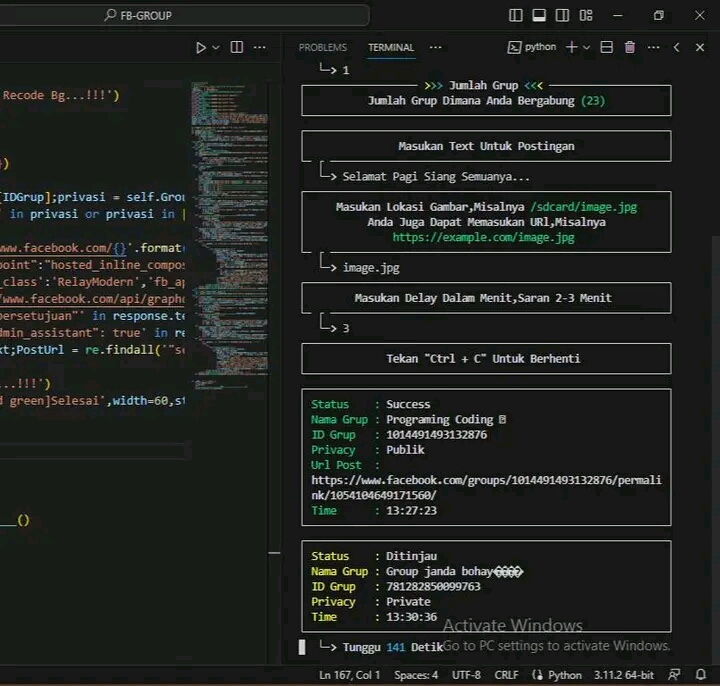 FB-GROUP
PROBLEMS TERMINAL python
Recode Bg...!!!')
})
[IDGrup];privasi = self.Grou
' in privasi or privasi in
www.facebook.com/{}'.format
point":"hosted_inline_compos
_class':'RelayModern','fb_ap
/www.facebook.com/api/grapho
persetujuan"' in response.te
dmin_assistant": true' in re
xt;PostUrl = re.findall('"se
...!!!')
d green]Selesai',width=60,st
__()
└─> 1
>>> Jumlah Grup <<<
Jumlah Grup Dimana Anda Bergabung (23)
Masukan Text Untuk Postingan
└─> Selamat Pagi Siang Semuanya...
Masukan Lokasi Gambar,Misalnya /sdcard/image.jpg
Anda Juga Dapat Memasukan URl,Misalnya
https://example.com/image.jpg
└─> image.jpg
Masukan Delay Dalam Menit,Saran 2-3 Menit
└─> 3
Tekan "Ctrl + C" Untuk Berhenti
Status : Success
Nama Grup : Programing Coding
ID Grup : 1014491493132876
Privacy : Publik
Url Post :
https://www.facebook.com/groups/1014491493132876/permali
nk/1054104649171560/
Time : 13:27:23
Status : Ditinjau
Nama Grup : Group janda bohay����
ID Grup : 781282850099763
Privacy : Private
Time : 13:30:36
└─> Tunggu 141 Detik
Activate Windows
Go to PC settings to activate Windows.
Ln 167, Col 1 Spaces: 4 UTF-8 CRLF Python 3.11.2 64-bit